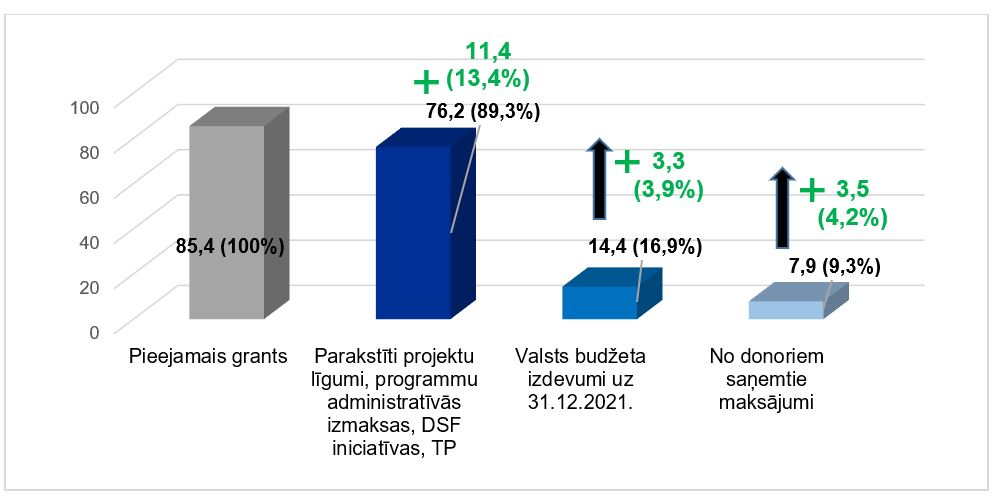 11,4
+ (13,4%)
76,2 (89,3%)
+ 3,3
(3,9%)
+ 3,5
(4,2%)
85,4 (100%)
14,4 (16,9%)
7,9 (9,3%)
100
80
60
40
20
0
Pieejamais grants
Parakstīti projektu
līgumi, programmu
administratīvās
izmaksas, DSF
iniciatīvas, TP
Valsts budžeta
izdevumi uz
31.12.2021.
No donoriem
saņemtie
maksājumi